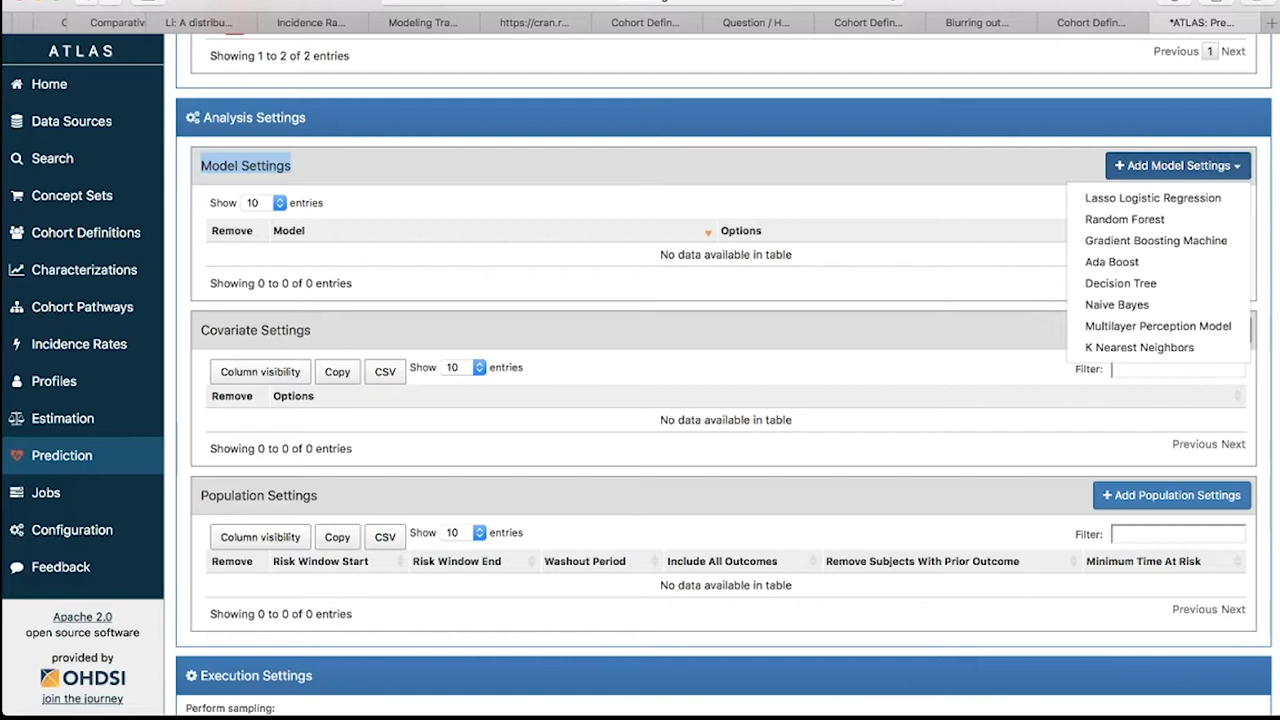 Comparativ
Li: A distribu...
Incidence Ra...
Modeling Tra...
https://cran.r...
Cohort Defin...
Question / H...
Cohort Defin...
Blurring out...
Cohort Defin...
*ATLAS: Pre...
ATLAS
Home
Data Sources
Search
Concept Sets
Cohort Definitions
Characterizations
Cohort Pathways
Incidence Rates
Profiles
Estimation
Prediction
Jobs
Configuration
Feedback
Apache 2.0
open source software
provided by
OHDSI
join the journey
Showing 1 to 2 of 2 entries
Previous 1 Next
Analysis Settings
Model Settings
+ Add Model Settings
Lasso Logistic Regression
Random Forest
Gradient Boosting Machine
Ada Boost
Decision Tree
Naive Bayes
Multilayer Perception Model
K Nearest Neighbors
Show 10 entries
Remove Model Options
No data available in table
Showing 0 to 0 of 0 entries
Covariate Settings
Column visibility Copy CSV Show 10 entries Filter:
Remove Options
No data available in table
Showing 0 to 0 of 0 entries Previous Next
Population Settings + Add Population Settings
Column visibility Copy CSV Show 10 entries Filter:
Remove Risk Window Start Risk Window End Washout Period Include All Outcomes Remove Subjects With Prior Outcome Minimum Time At Risk
No data available in table
Showing 0 to 0 of 0 entries Previous Next
Execution Settings
Perform sampling: